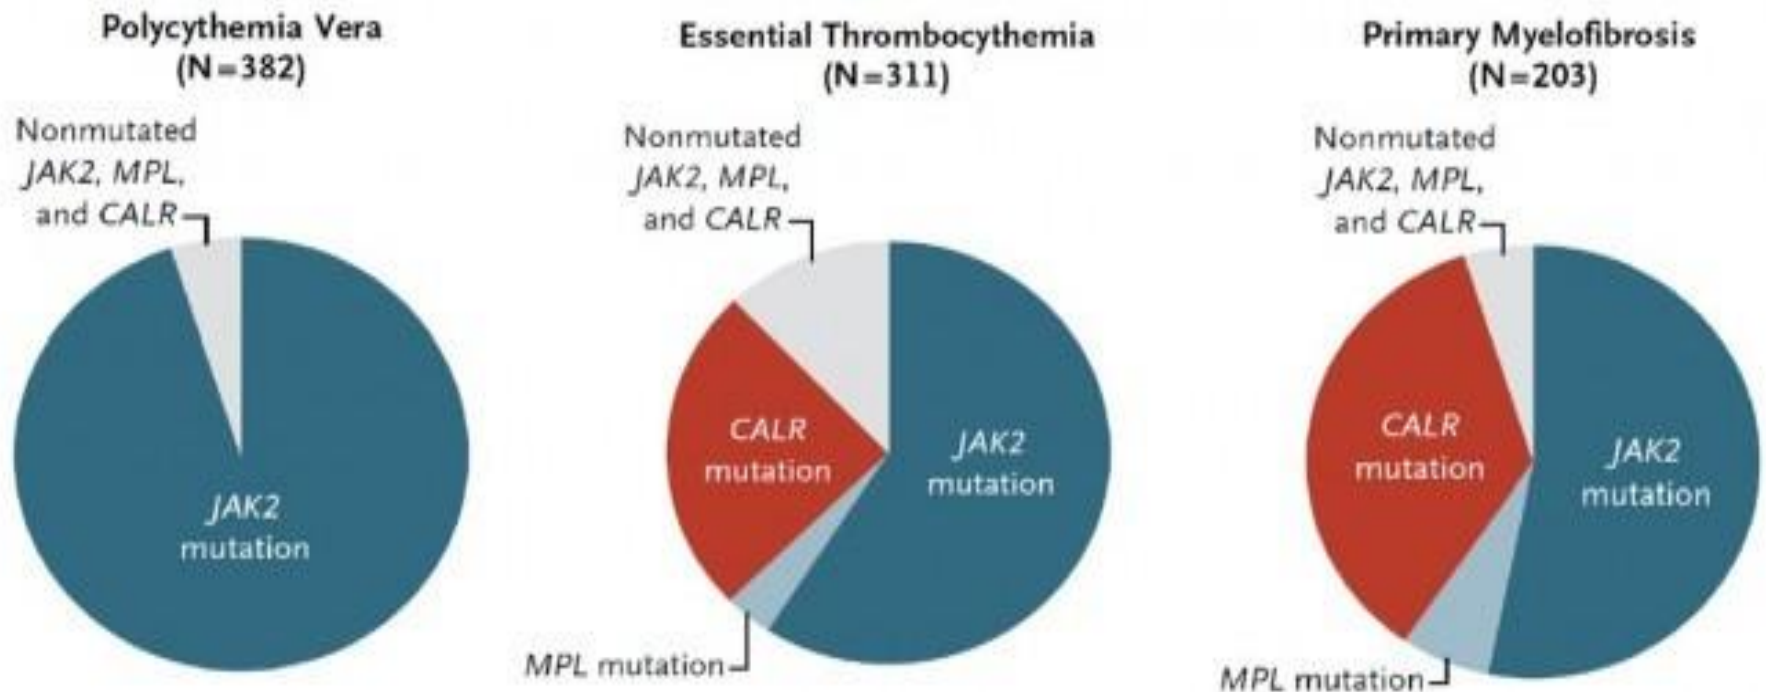 Polycythemia Vera
(N=382)
Nonmutated
JAK2, MPL,
and CALR
JAK2
mutation
Essential Thrombocythemia
(N=311)
Nonmutated
JAK2, MPL,
and CALR
CALR
mutation
JAK2
mutation
MPL mutation
Primary Myelofibrosis
(N=203)
Nonmutated
JAK2, MPL,
and CALR
CALR
mutation
JAK2
mutation
MPL mutation